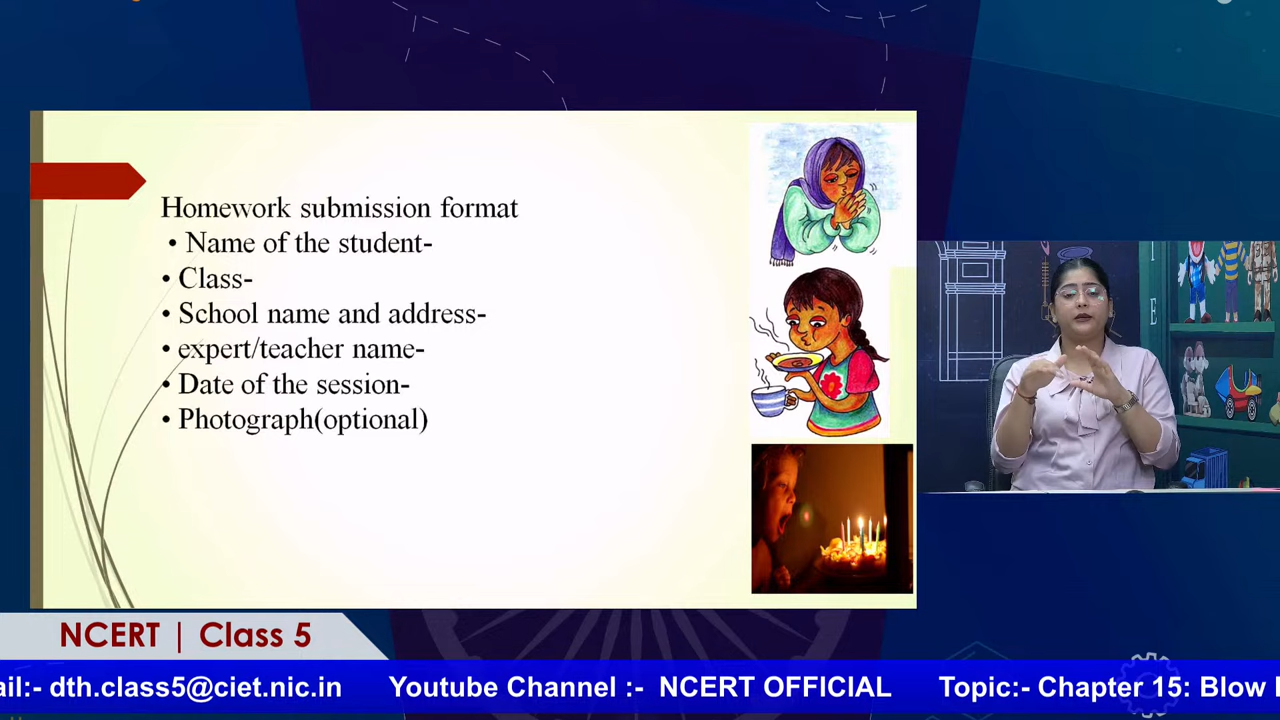 Homework submission format
• Name of the student-
• Class-
• School name and address-
• expert/teacher name-
• Date of the session-
• Photograph(optional)
NCERT | Class 5
dth.class5@ciet.nic.in Youtube Channel :- NCERT OFFICIAL Topic:- Chapter 15: Blow